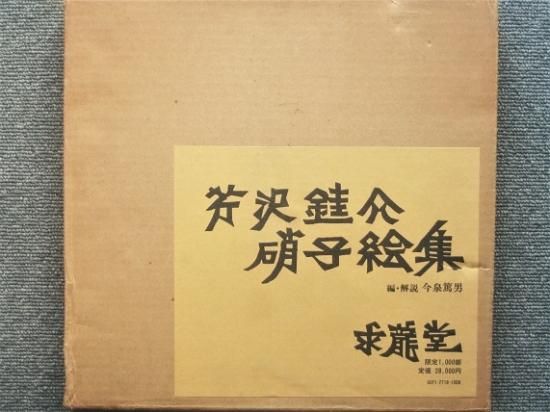 芹沢銈介
硝子絵集
編・解説 今泉篤男
求龍堂
限定1,000部
定価 28,000円